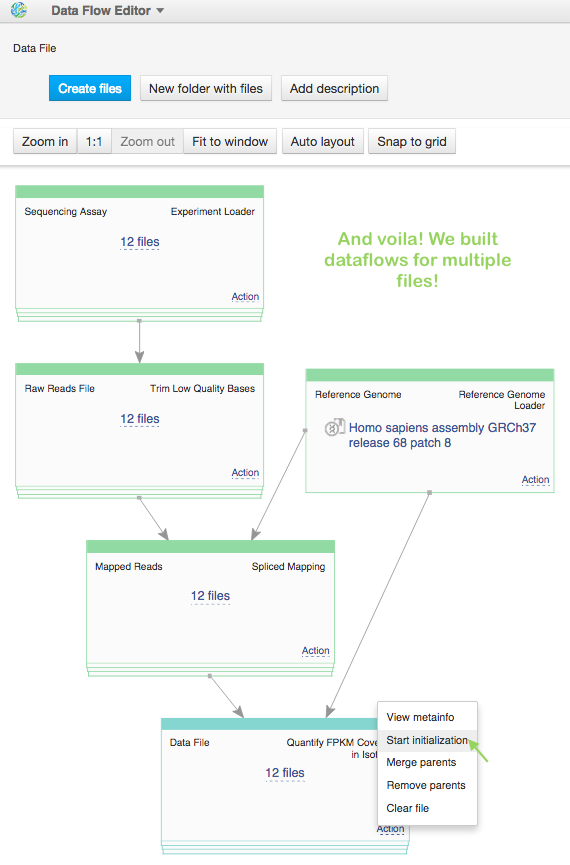 Data Flow Editor
Data File
Create files New folder with files Add description
Zoom in 1:1 Zoom out Fit to window Auto layout Snap to grid
Sequencing Assay Experiment Loader
12 files
Action
And voila! We built
dataflows for multiple
files!
Raw Reads File Trim Low Quality Bases
12 files
Action
Reference Genome Reference Genome
Loader
Homo sapiens assembly GRCh37
release 68 patch 8
Action
Mapped Reads Spliced Mapping
12 files
Action
Data File Quantify FPKM Cove
in Isof
12 files
Action
View metainfo
Start initialization
Merge parents
Remove parents
Clear file